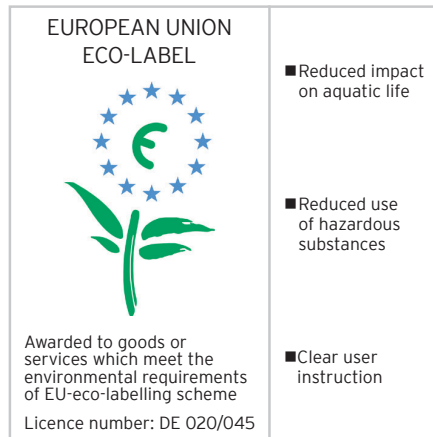 EUROPEAN UNION
ECO-LABEL
Awarded to goods or
services which meet the
environmental requirements
of EU-eco-labelling scheme
Licence number: DE 020/045
■Reduced impact
on aquatic life
■Reduced use
of hazardous
substances
■Clear user
instruction